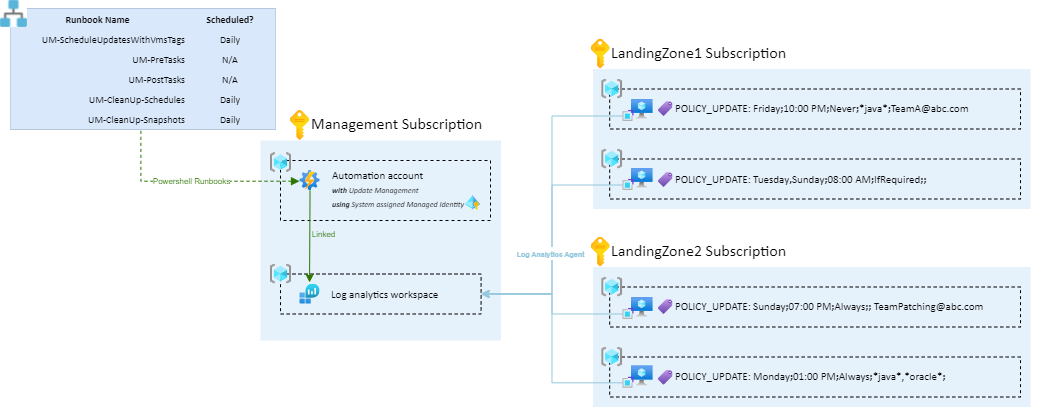 Runbook Name Scheduled?
UM-ScheduleUpdatesWithVmsTags Daily
UM-PreTasks N/A
UM-PostTasks N/A
UM-CleanUp-Schedules Daily
UM-CleanUp-Snapshots Daily
Powershell Runbooks
Management Subscription
Automation account
with Update Management
using System assigned Managed Identity
Linked
Log analytics workspace
Log Analytics Agent
LandingZone1 Subscription
POLICY_UPDATE: Friday;10:00 PM;Never;*java*;TeamA@abc.com
POLICY_UPDATE: Tuesday,Sunday;08:00 AM;IfRequired;;
LandingZone2 Subscription
POLICY_UPDATE: Sunday;07:00 PM;Always;; TeamPatching@abc.com
POLICY_UPDATE: Monday;01:00 PM;Always;*java*,*oracle*;